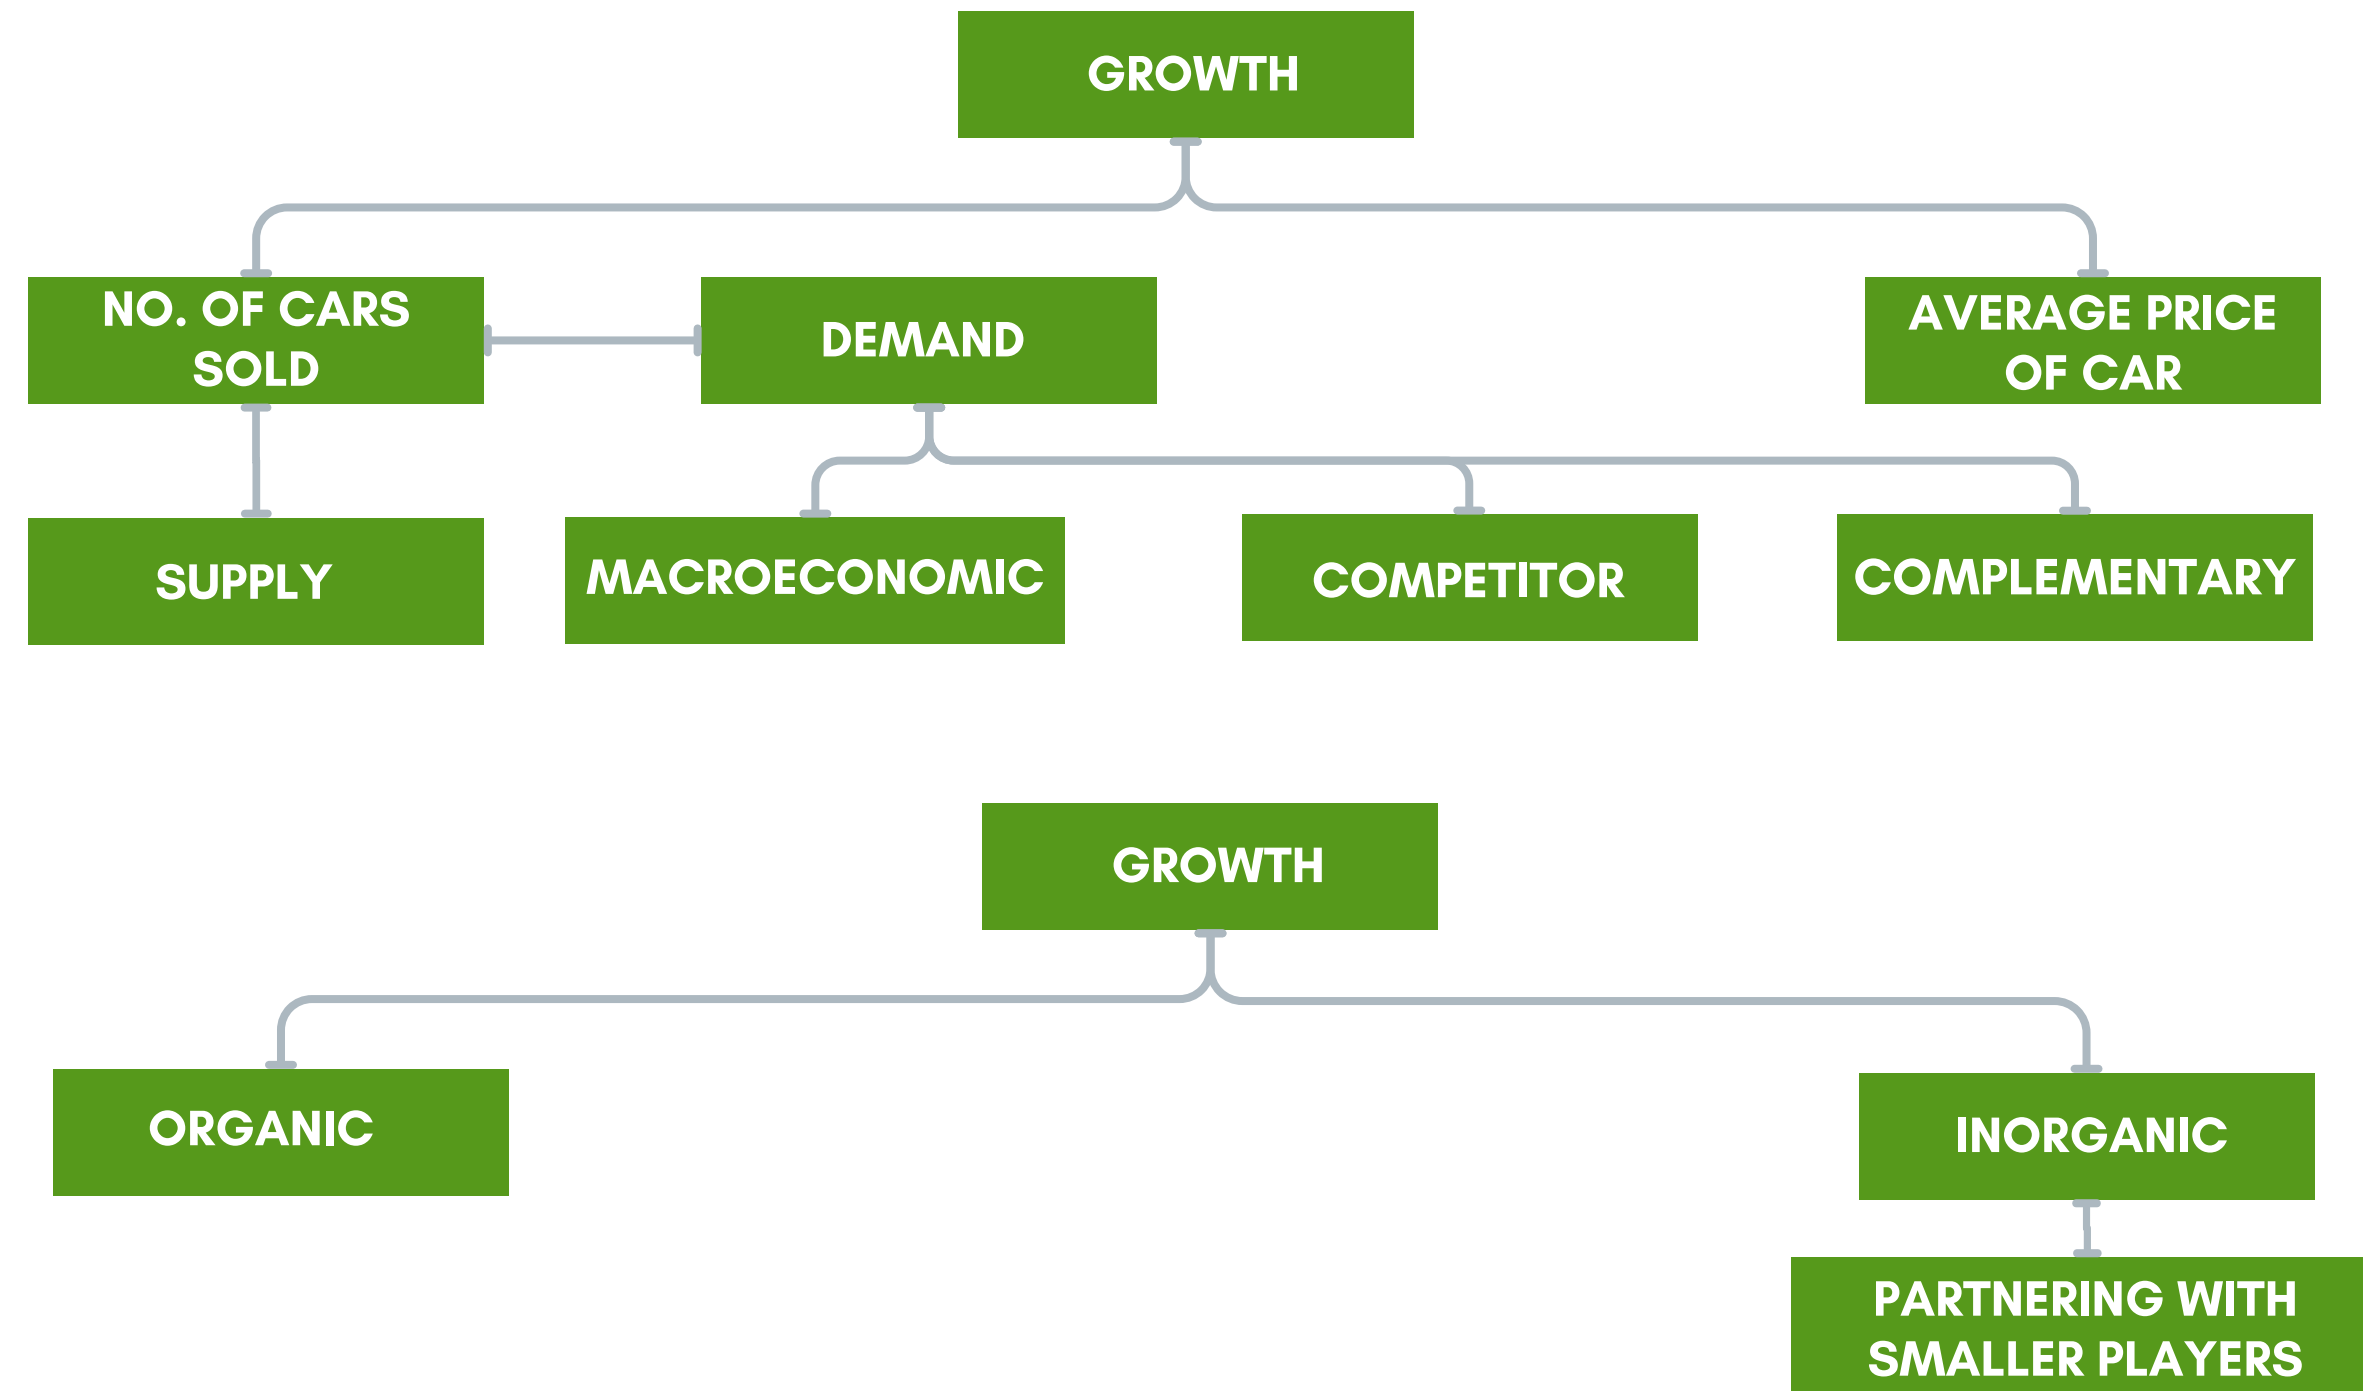 GROWTH
NO. OF CARS
SOLD
DEMAND
AVERAGE PRICE
OF CAR
SUPPLY
MACROECONOMIC
COMPETITOR
COMPLEMENTARY
GROWTH
ORGANIC
INORGANIC
PARTNERING WITH
SMALLER PLAYERS